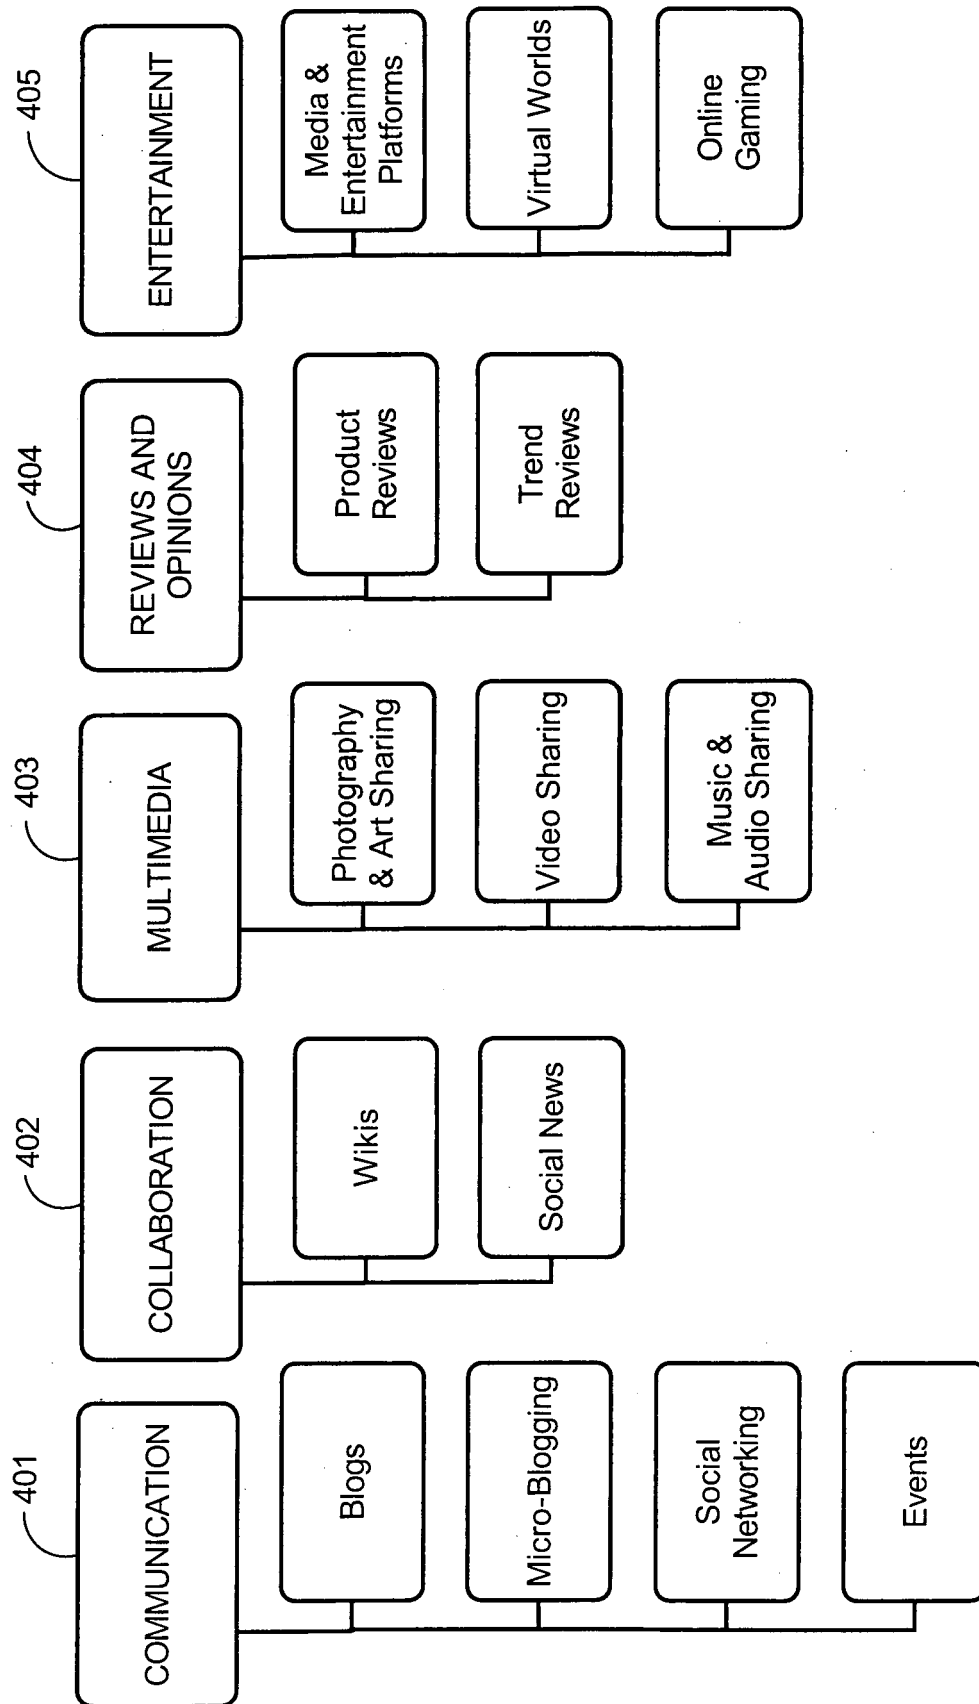 401
COMMUNICATION
Blogs
Micro-Blogging
Social
Networking
Events
402
COLLABORATION
Wikis
Social News
403
MULTIMEDIA
Photography
& Art Sharing
Video Sharing
Music &
Audio Sharing
404
REVIEWS AND
OPINIONS
Product
Reviews
Trend
Reviews
405
ENTERTAINMENT
Media &
Entertainment
Platforms
Virtual Worlds
Online
Gaming